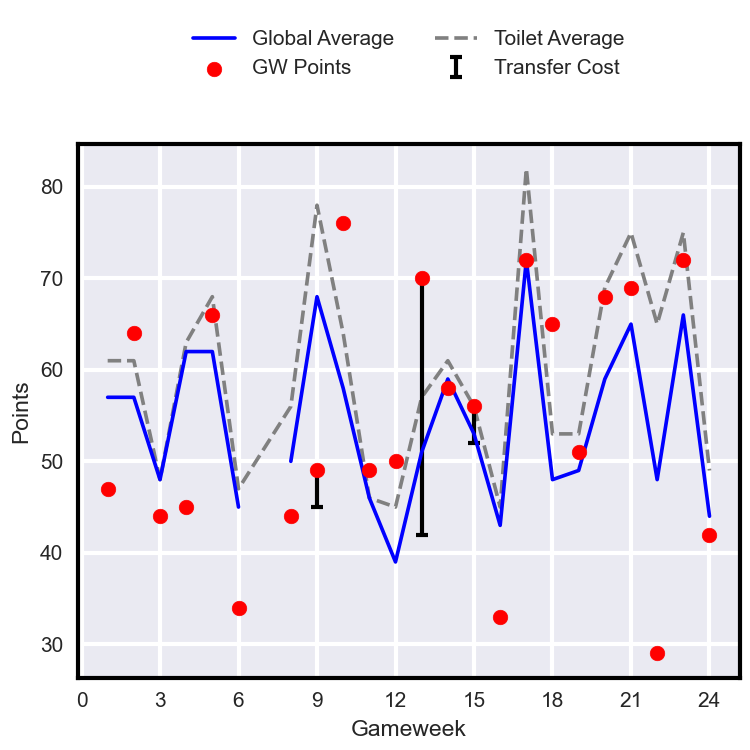 Global Average
GW Points
Toilet Average
Transfer Cost
Points
80
70
60
50
40
30
0 3 6 9 12 15 18 21 24
Gameweek